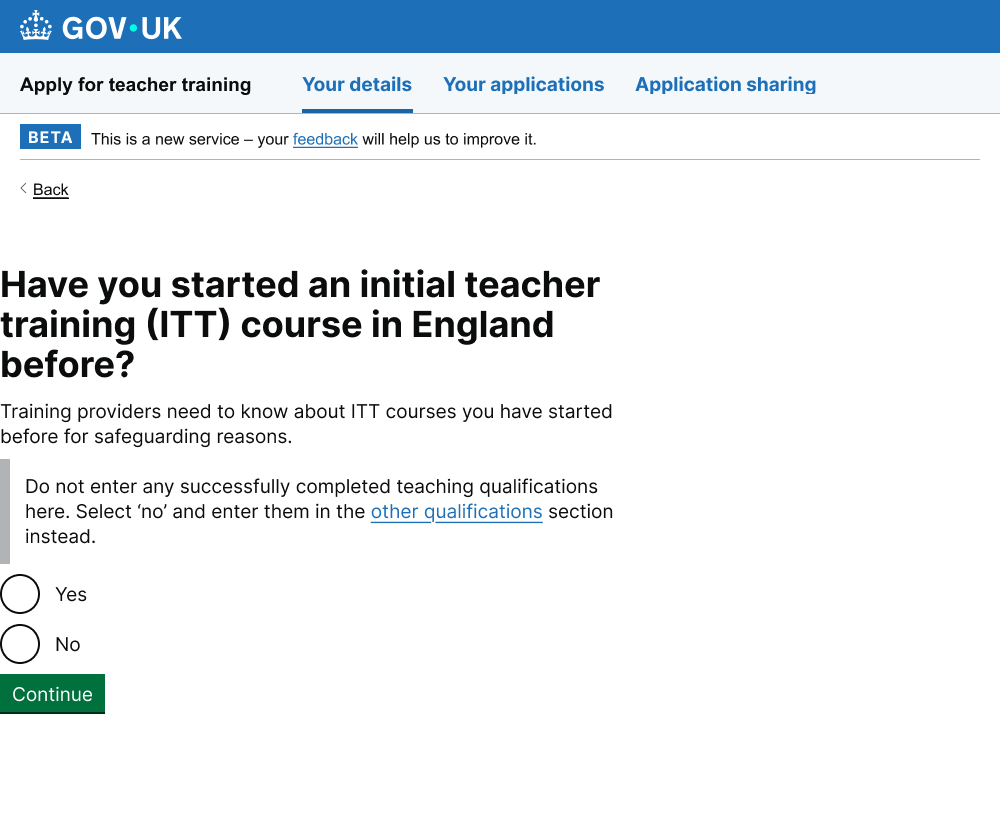 GOV•UK
Apply for teacher training Your details Your applications Application sharing
BETA This is a new service – your feedback will help us to improve it.
Back
Have you started an initial teacher
training (ITT) course in England
before?
Training providers need to know about ITT courses you have started
before for safeguarding reasons.
Do not enter any successfully completed teaching qualifications
here. Select ‘no’ and enter them in the other qualifications section
instead.
Yes
No
Continue